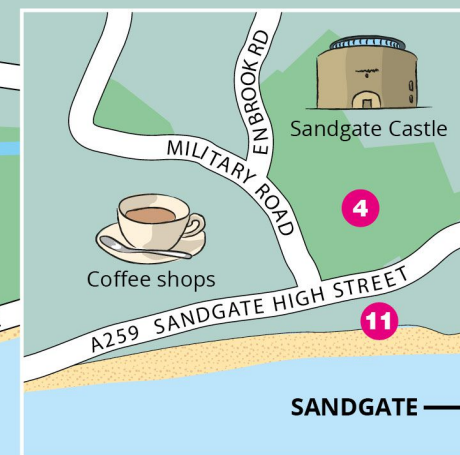 ENBROOK RD
Sandgate Castle
MILITARY ROAD
4
Coffee shops
A259 SANDGATE HIGH STREET
11
SANDGATE